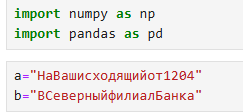 import numpy as np
import pandas as pd
a="НаВашисходящийот1204"
b="ВСеверныйфилиалБанка"